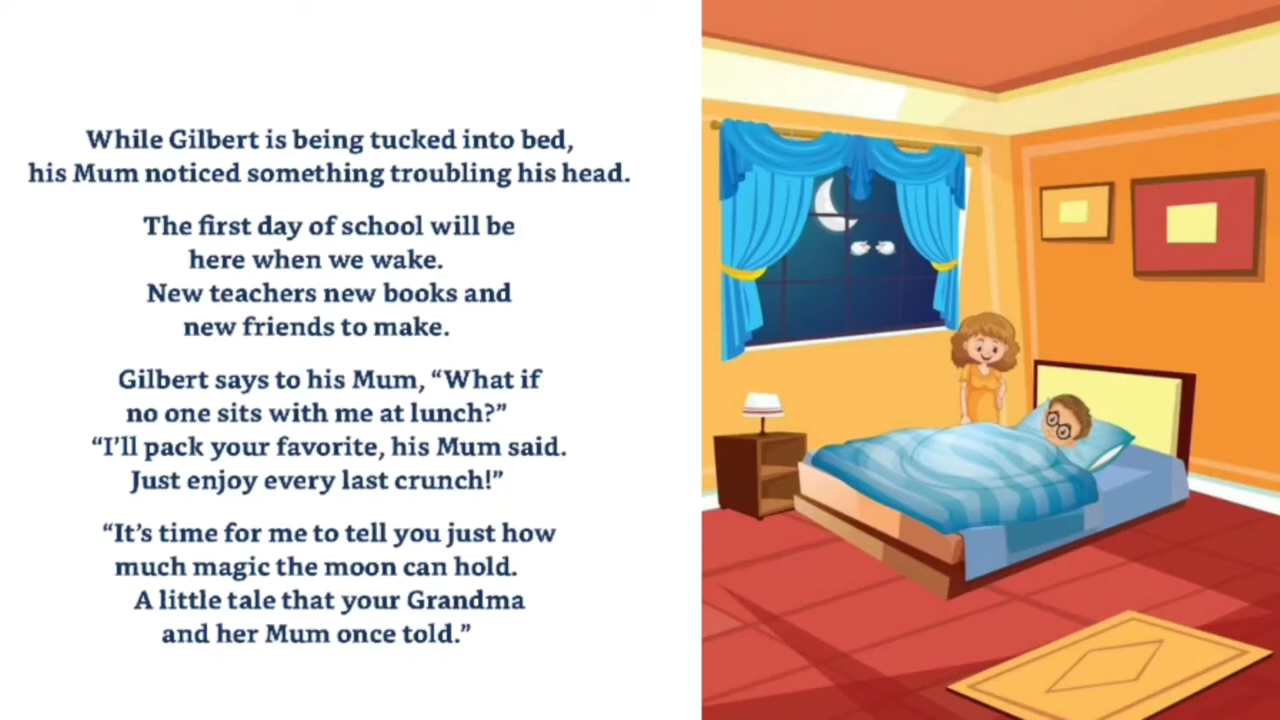 While Gilbert is being tucked into bed,
his Mum noticed something troubling his head.
The first day of school will be
here when we wake.
New teachers new books and
new friends to make.
Gilbert says to his Mum, “What if
no one sits with me at lunch?”
“I’ll pack your favorite, his Mum said.
Just enjoy every last crunch!”
“It’s time for me to tell you just how
much magic the moon can hold.
A little tale that your Grandma
and her Mum once told.”